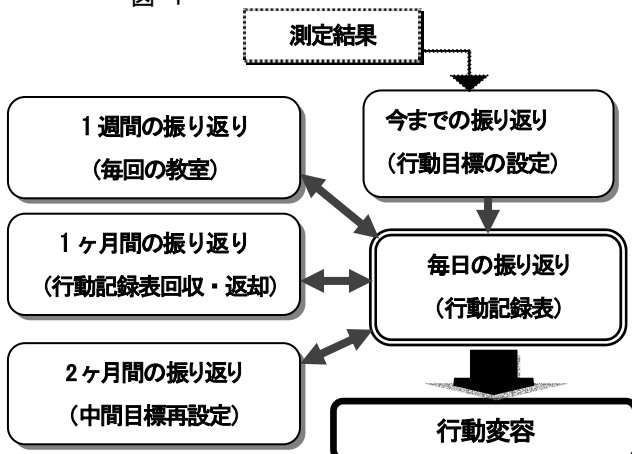 測定結果
今までの振り返り
(行動目標の設定)
1週間の振り返り
(毎回の教室)
1ヶ月間の振り返り
(行動記録表回収・返却)
毎日の振り返り
(行動記録表)
2ヶ月間の振り返り
(中間目標再設定)
行動変容